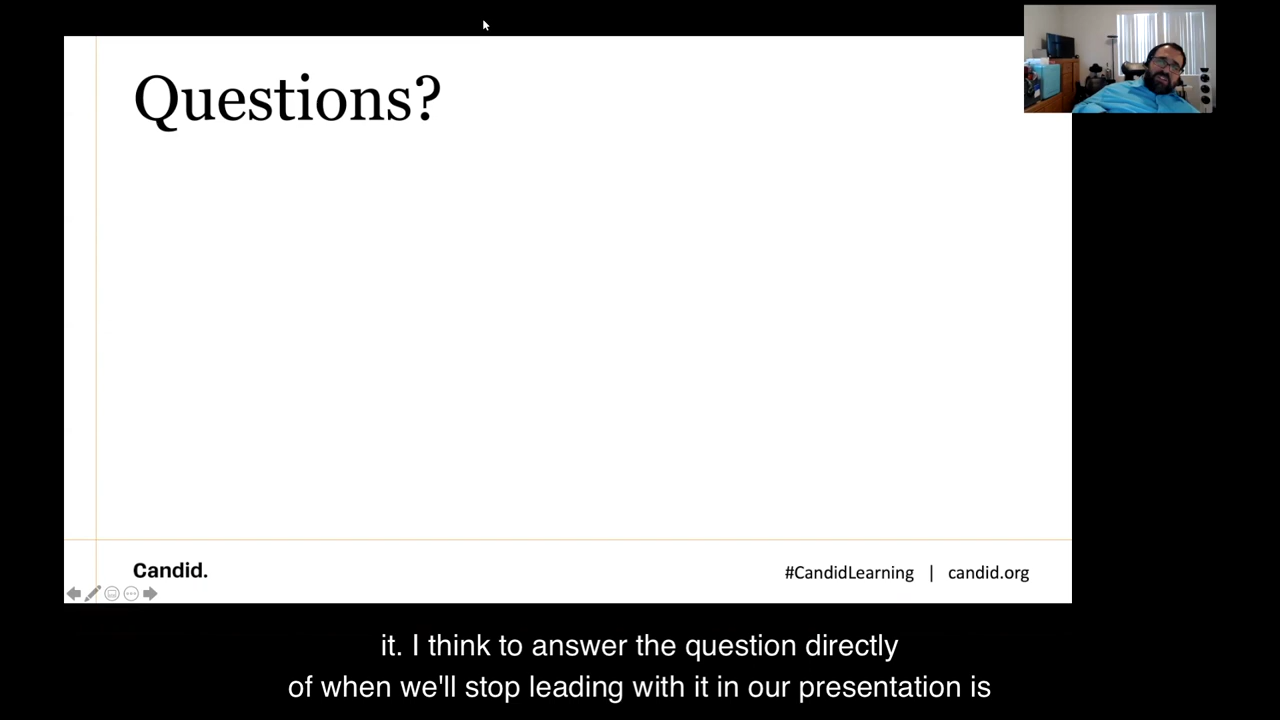 Questions?
Candid.
#CandidLearning | candid.org
it. I think to answer the question directly
of when we'll stop leading with it in our presentation is